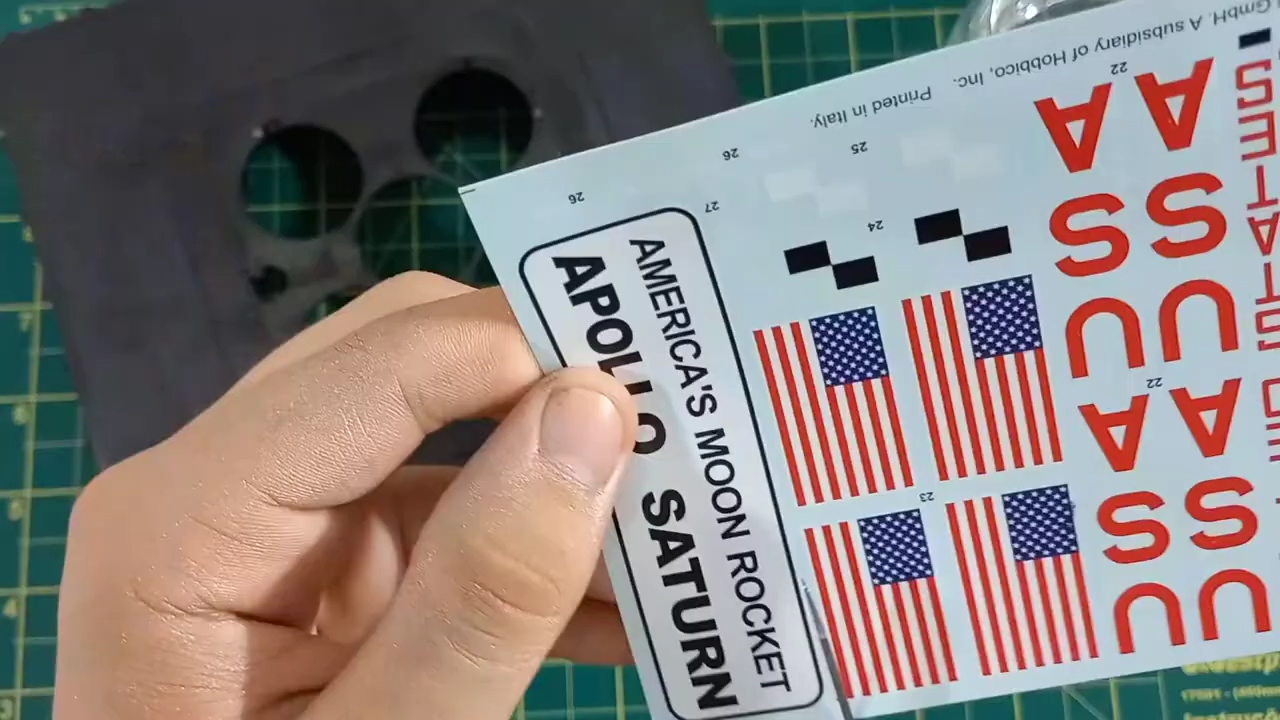 GmbH. A subsidiary of Hobbico, Inc.
Printed in Italy.
22
26
25
26
27
24
AMERICA'S MOON ROCKET
APOLLO SATURN
USA
USA
23
22
USA
USA